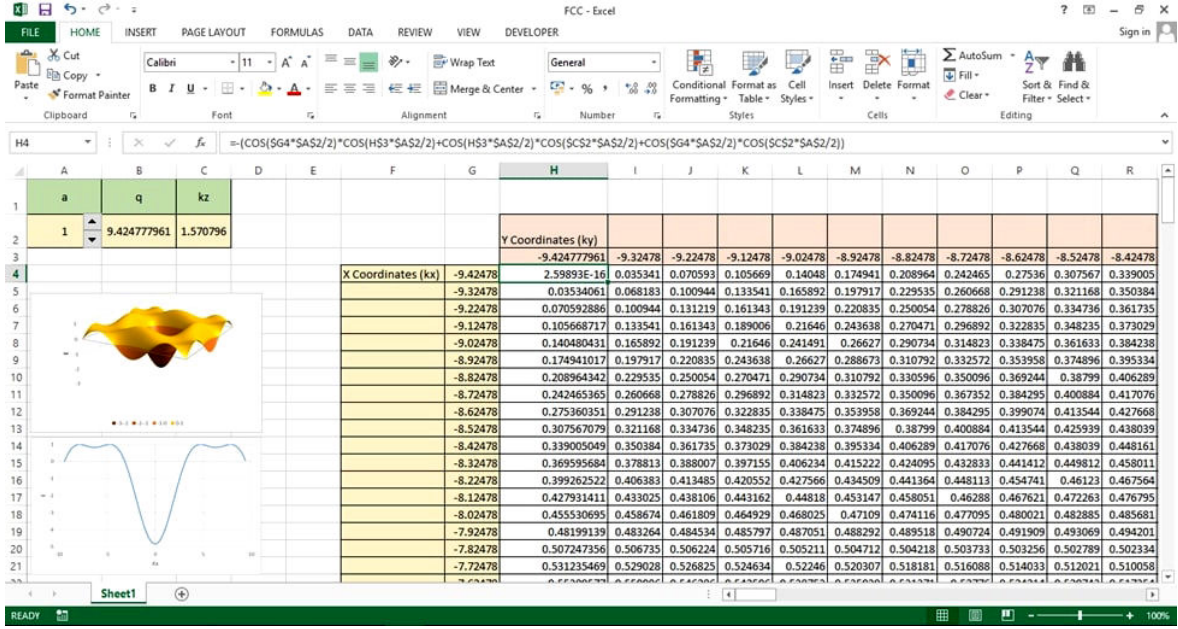 FCC - Excel
FILE HOME INSERT PAGE LAYOUT FORMULAS DATA REVIEW VIEW DEVELOPER Sign in
Cut
Copy
Format Painter
Paste
Clipboard
Calibri 11
B I U
Font
Wrap Text
Merge & Center
Alignment
General
% ,
Number
Conditional Formatting
Format as Table
Cell Styles
Styles
Insert Delete Format
Cells
AutoSum
Fill
Clear
Sort & Filter
Find & Select
Editing
H4 fx =-(COS($G4*$A$2/2)*COS(H$3*$A$2/2)+COS(H$3*$A$2/2)*COS($C$2*$A$2/2)+COS($G4*$A$2/2)*COS($C$2*$A$2/2))
A B C D E F G H I J K L M N O P Q R
1 a q kz
2 1 9.424777961 1.570796 Y Coordinates (ky)
3 -9.424777961 -9.32478 -9.22478 -9.12478 -9.02478 -8.92478 -8.82478 -8.72478 -8.62478 -8.52478 -8.42478
4 X Coordinates (kx) -9.42478 2.59893E-16 0.035341 0.070593 0.105669 0.14048 0.174941 0.208964 0.242465 0.27536 0.307567 0.339005
5 -9.32478 0.03534061 0.068183 0.100944 0.133541 0.165892 0.197917 0.229535 0.260668 0.291238 0.321168 0.350384
6 -9.22478 0.070592886 0.100944 0.131219 0.161343 0.191239 0.220835 0.250054 0.278826 0.307076 0.334736 0.361735
7 -9.12478 0.105668717 0.133541 0.161343 0.189006 0.21646 0.243638 0.270471 0.296892 0.322835 0.348235 0.373029
8 -9.02478 0.140480431 0.165892 0.191239 0.21646 0.241491 0.26627 0.290734 0.314823 0.338475 0.361633 0.384238
9 -8.92478 0.174941017 0.197917 0.220835 0.243638 0.26627 0.288673 0.310792 0.332572 0.353958 0.374896 0.395334
10 -8.82478 0.208964342 0.229535 0.250054 0.270471 0.290734 0.310792 0.330596 0.350096 0.369244 0.38799 0.406289
11 -8.72478 0.242465365 0.260668 0.278826 0.296892 0.314823 0.332572 0.350096 0.367352 0.384295 0.400884 0.417076
12 -8.62478 0.275360351 0.291238 0.307076 0.322835 0.338475 0.353958 0.369244 0.384295 0.399074 0.413544 0.427668
13 -8.52478 0.307567079 0.321168 0.334736 0.348235 0.361633 0.374896 0.38799 0.400884 0.413544 0.425939 0.438039
14 -8.42478 0.339005049 0.350384 0.361735 0.373029 0.384238 0.395334 0.406289 0.417076 0.427668 0.438039 0.448161
15 -8.32478 0.369595684 0.378813 0.388007 0.397155 0.406234 0.415222 0.424095 0.432833 0.441412 0.449812 0.458011
16 -8.22478 0.399262522 0.406383 0.413485 0.420552 0.427566 0.434509 0.441364 0.448113 0.454741 0.46123 0.467564
17 -8.12478 0.427931411 0.433025 0.438106 0.443162 0.44818 0.453147 0.458051 0.46288 0.467621 0.472263 0.476795
18 -8.02478 0.455530695 0.458674 0.461809 0.464929 0.468025 0.47109 0.474116 0.477095 0.480021 0.482885 0.485681
19 -7.92478 0.48199139 0.483264 0.484534 0.485797 0.487051 0.488292 0.489518 0.490724 0.491909 0.493069 0.494201
20 -7.82478 0.507247356 0.506735 0.506224 0.505716 0.505211 0.504712 0.504218 0.503733 0.503256 0.502789 0.502334
21 -7.72478 0.531235469 0.529028 0.526825 0.524634 0.52246 0.520307 0.518181 0.516088 0.514033 0.512021 0.510058
Sheet1
READY 100%